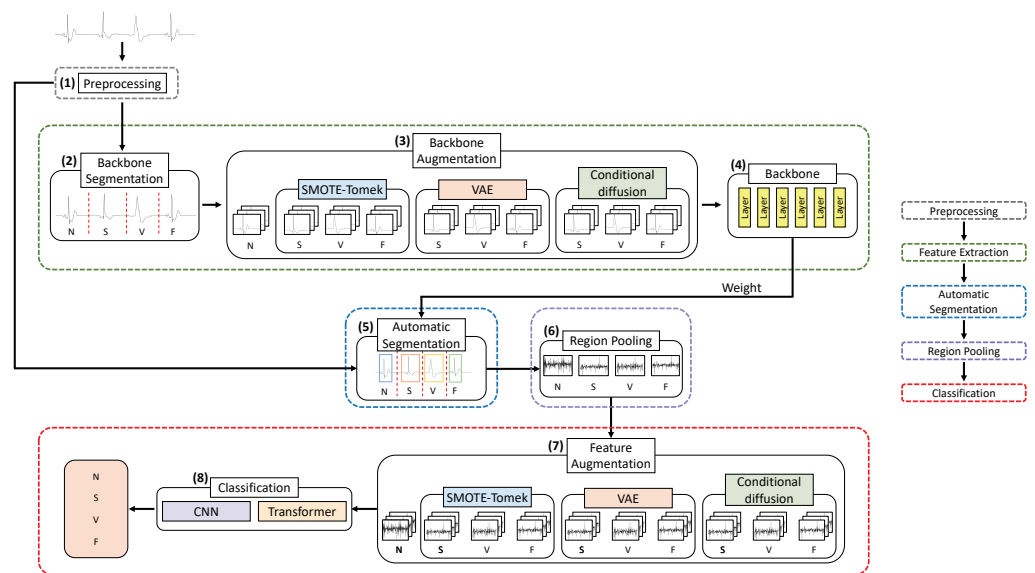 (1) Preprocessing
(2) Backbone
Segmentation
N S V F
(3) Backbone
Augmentation
SMOTE-Tomek
VAE
Conditional
diffusion
N
S V F
S V F
S V F
(4) Backbone
Layer
Layer
Layer
Layer
Layer
Layer
Weight
(5) Automatic
Segmentation
N S V F
(6) Region Pooling
N S V F
(7) Feature
Augmentation
SMOTE-Tomek
VAE
Conditional
diffusion
N
S V F
S V F
S V F
(8) Classification
CNN
Transformer
N
S
V
F
Preprocessing
Feature Extraction
Automatic
Segmentation
Region Pooling
Classification